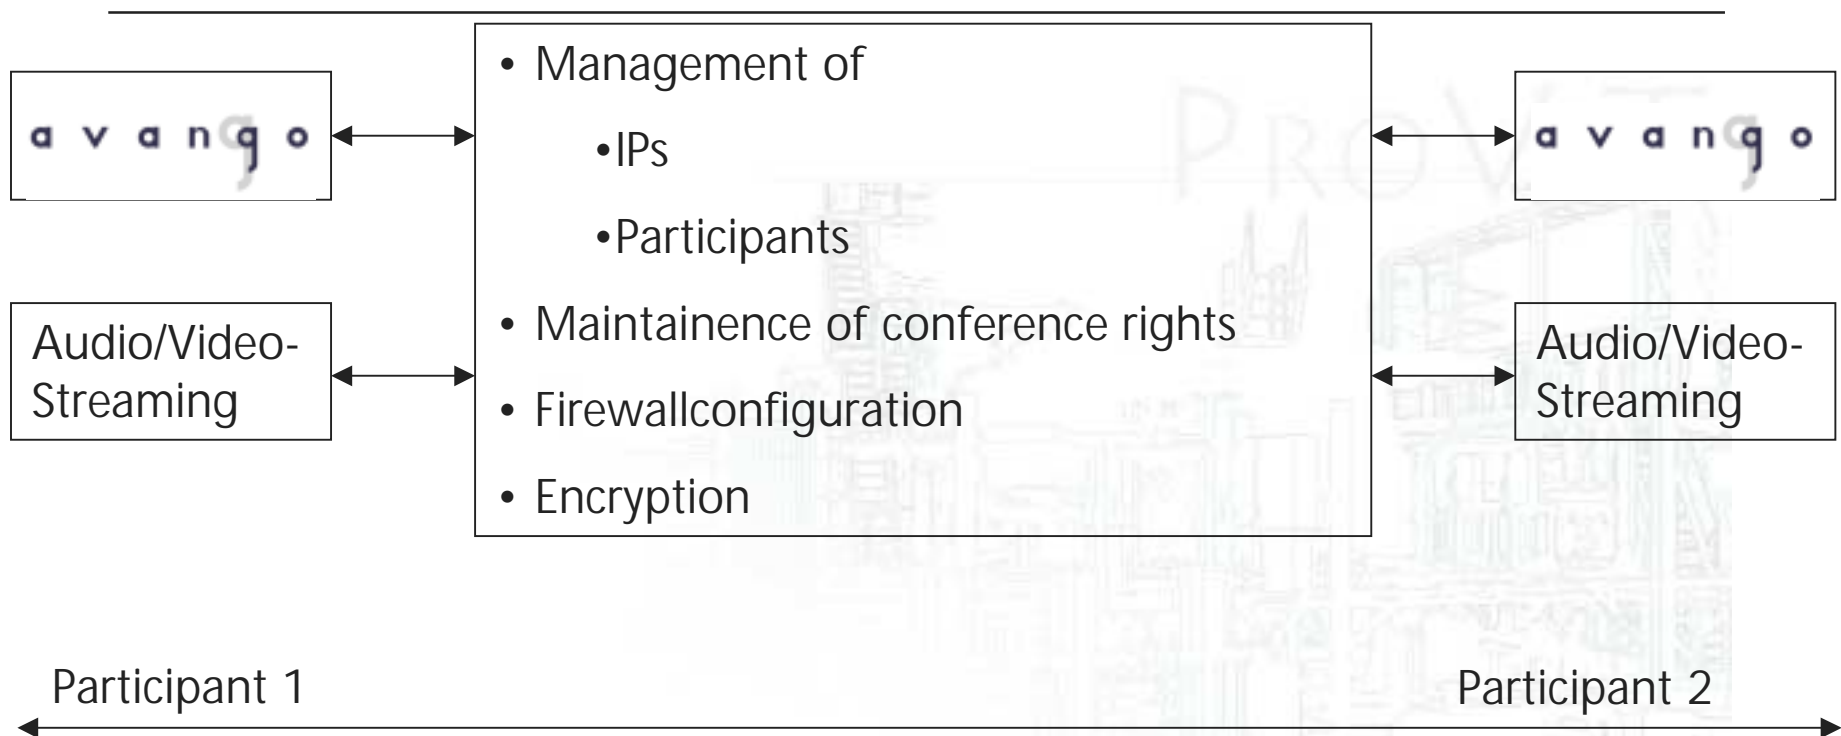 avango
Audio/Video-
Streaming
• Management of
•IPs
•Participants
• Maintainence of conference rights
• Firewallconfiguration
• Encryption
avango
Audio/Video-
Streaming
PROV
Participant 1
Participant 2